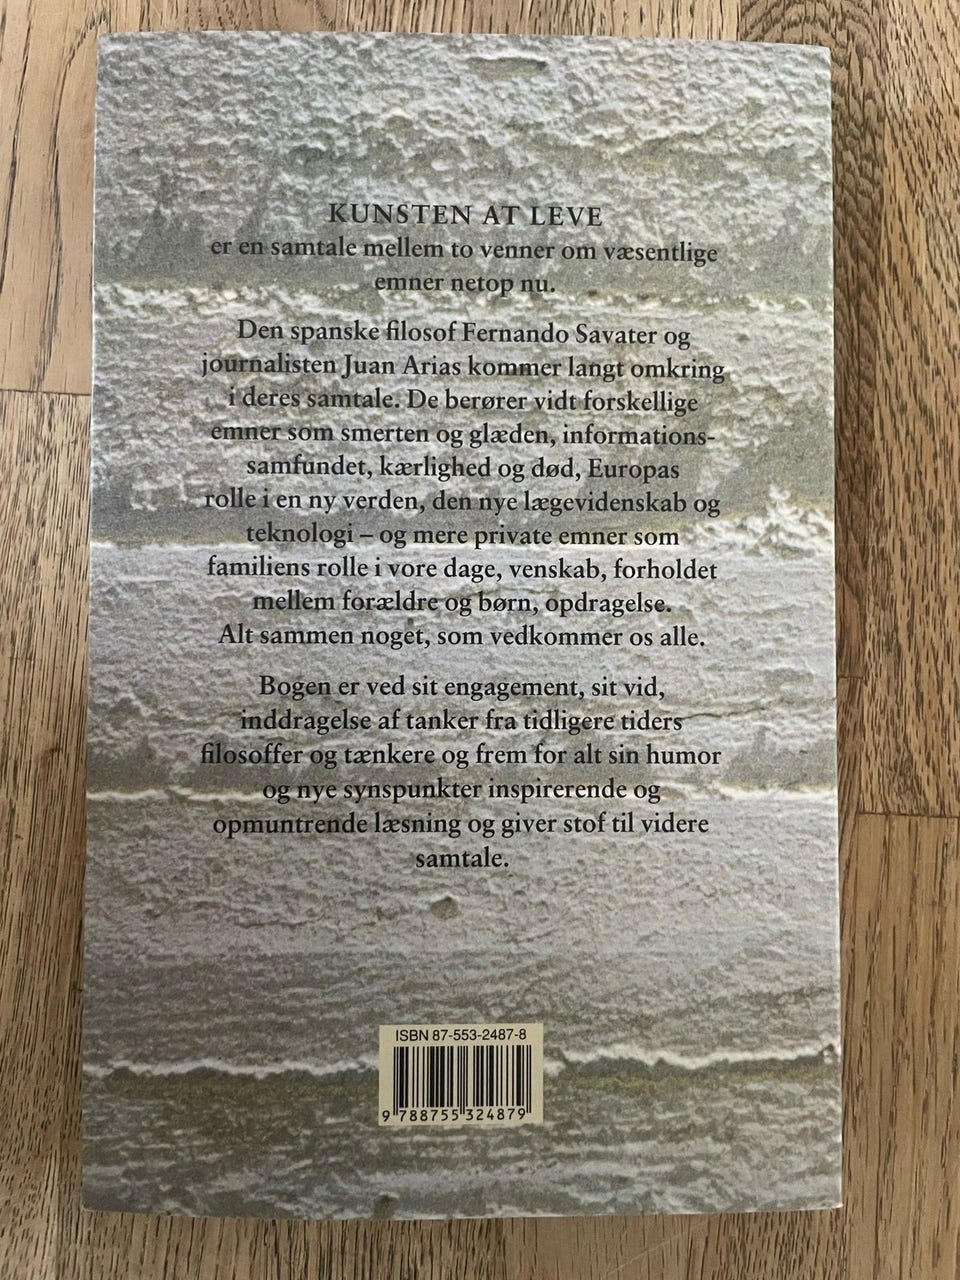 KUNSTEN AT LEVE
er en samtale mellem to venner om væsentlige
emner netop nu.
Den spanske filosof Fernando Savater og
journalisten Juan Arias kommer langt omkring
i deres samtale. De berører vidt forskellige
emner som smerten og glæden, informations-
samfundet, kærlighed og død, Europas
rolle i en ny verden, den nye lægevidenskab og
teknologi – og mere private emner som
familiens rolle i vore dage, venskab, forholdet
mellem forældre og børn, opdragelse.
Alt sammen noget, som vedkommer os alle.
Bogen er ved sit engagement, sit vid,
inddragelse af tanker fra tidligere tiders
filosoffer og tænkere og frem for alt sin humor
og nye synspunkter inspirerende og
opmuntrende læsning og giver stof til videre
samtale.
ISBN 87-553-2487-8
9 788755 324879